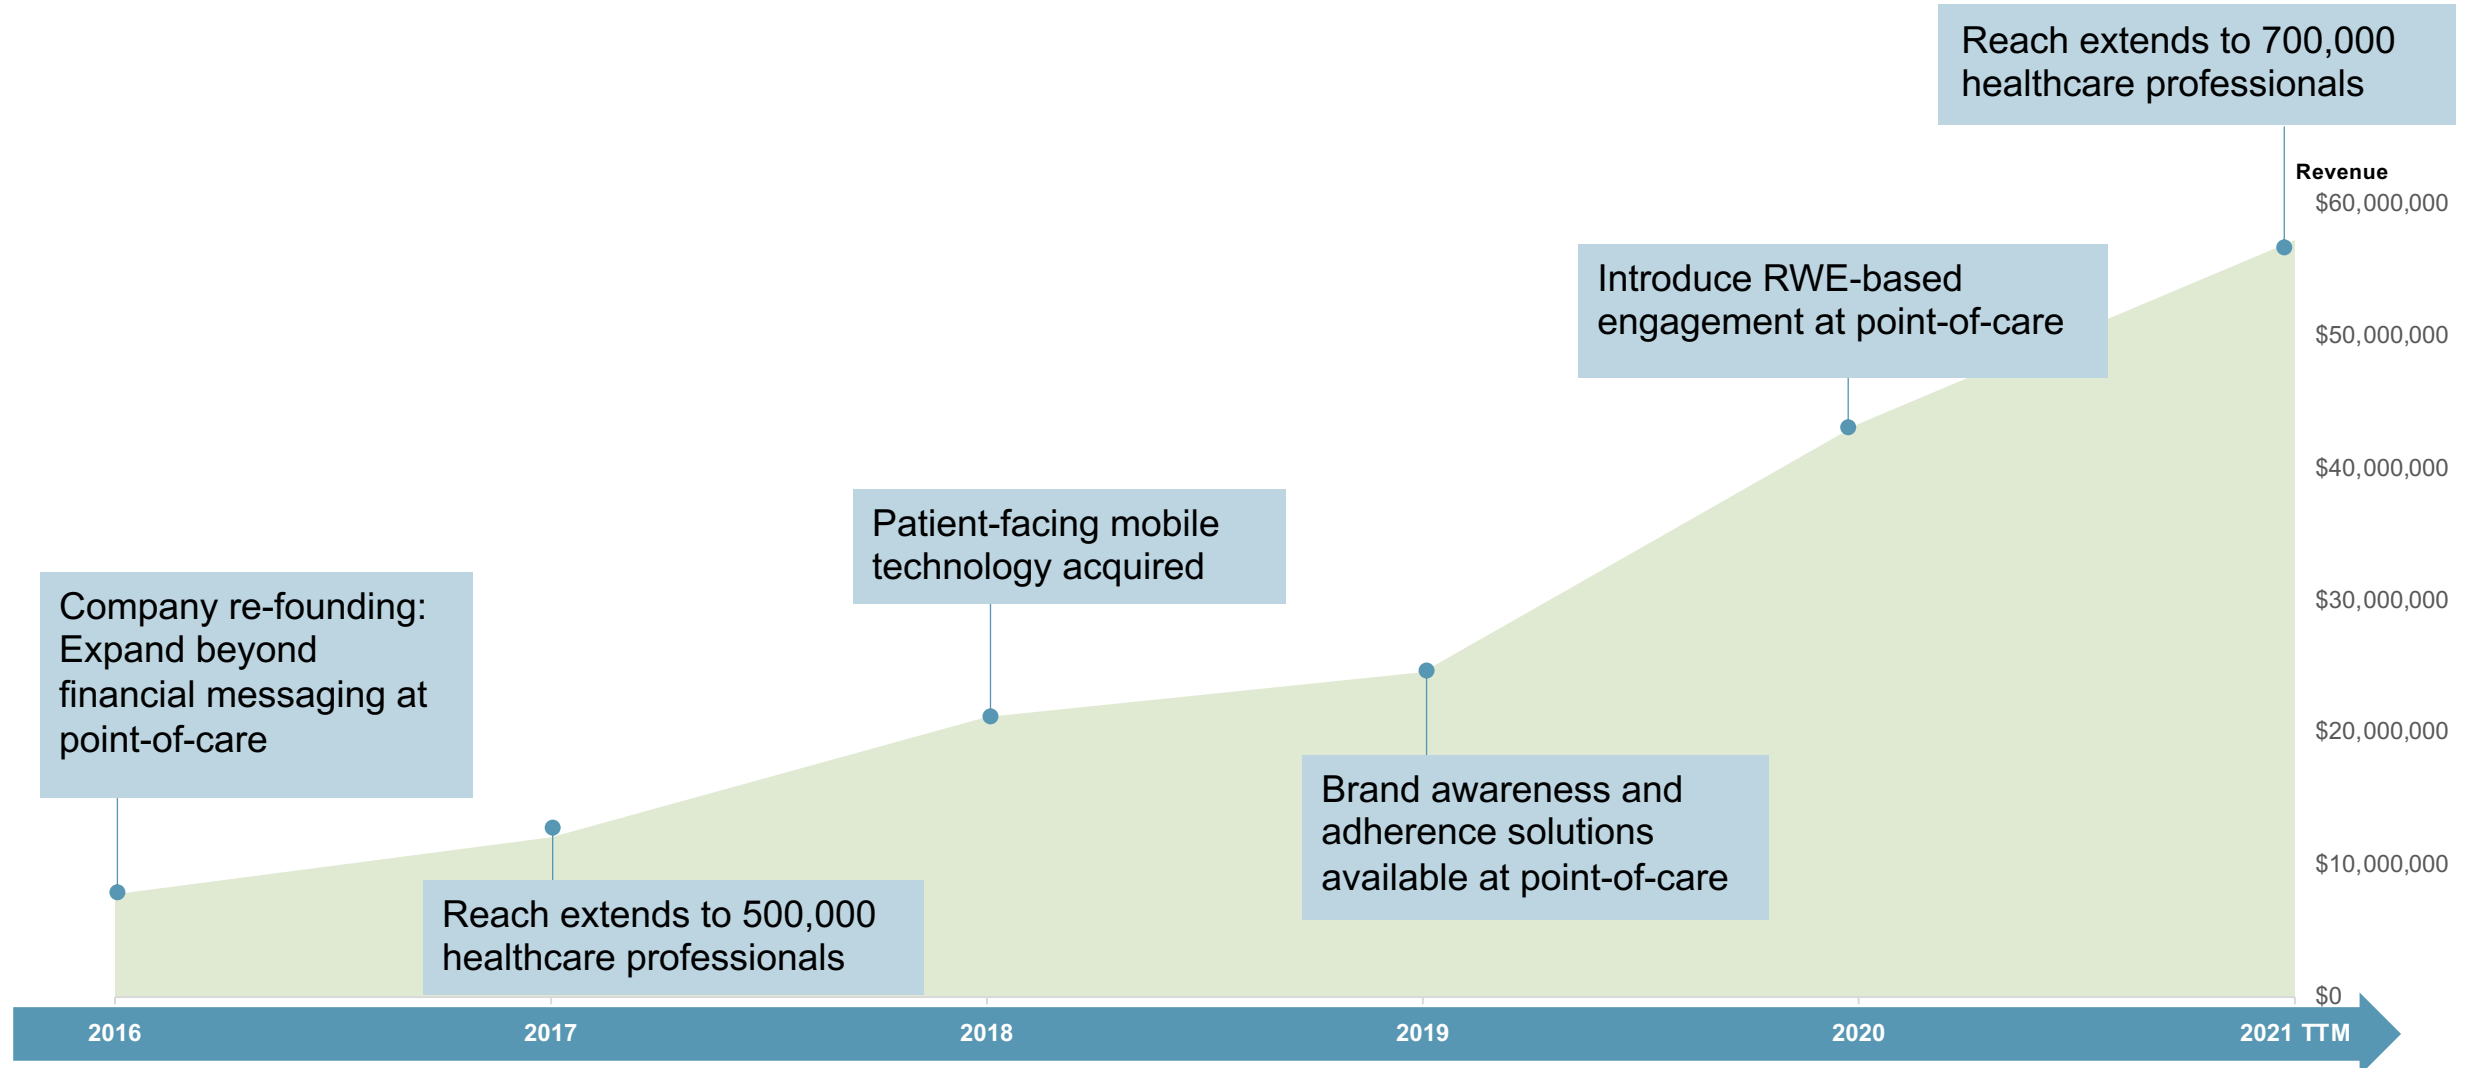 Reach extends to 700,000
healthcare professionals
Revenue
$60,000,000
Introduce RWE-based
engagement at point-of-care
$50,000,000
$40,000,000
Patient-facing mobile
technology acquired
Company re-founding:
Expand beyond
financial messaging at
point-of-care
$30,000,000
$20,000,000
Brand awareness and
adherence solutions
available at point-of-care
$10,000,000
Reach extends to 500,000
healthcare professionals
$0
2016 2017 2018 2019 2020 2021 TTM